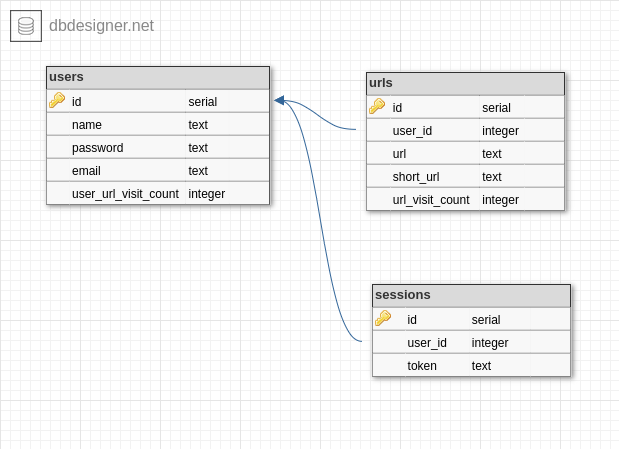 dbdesigner.net
users
id serial
name text
password text
email text
user_url_visit_count integer
urls
id serial
user_id integer
url text
short_url text
url_visit_count integer
sessions
id serial
user_id integer
token text